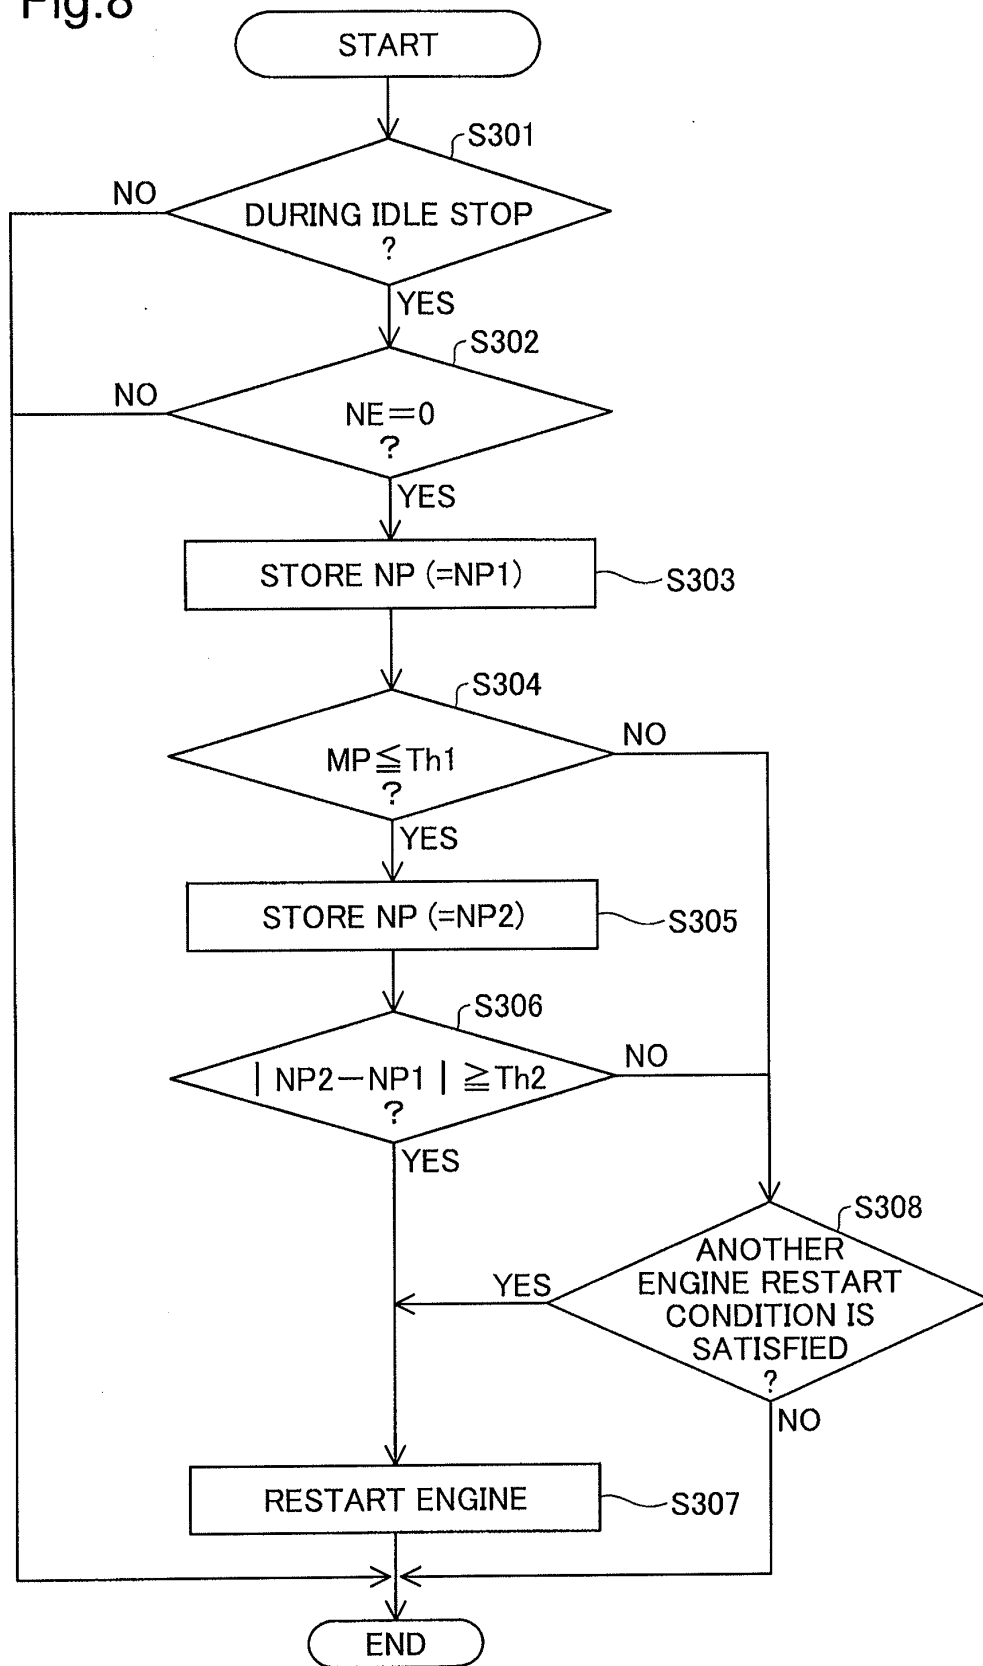 Fig.8
START
S301
NO
DURING IDLE STOP
?
YES
S302
NO
NE=0
?
YES
STORE NP (=NP1)
S303
S304
NO
MP≦Th1
?
YES
STORE NP (=NP2)
S305
S306
NO
| NP2−NP1 | ≧Th2
?
YES
S308
ANOTHER
ENGINE RESTART
CONDITION IS
SATISFIED
?
YES
NO
RESTART ENGINE
S307
END